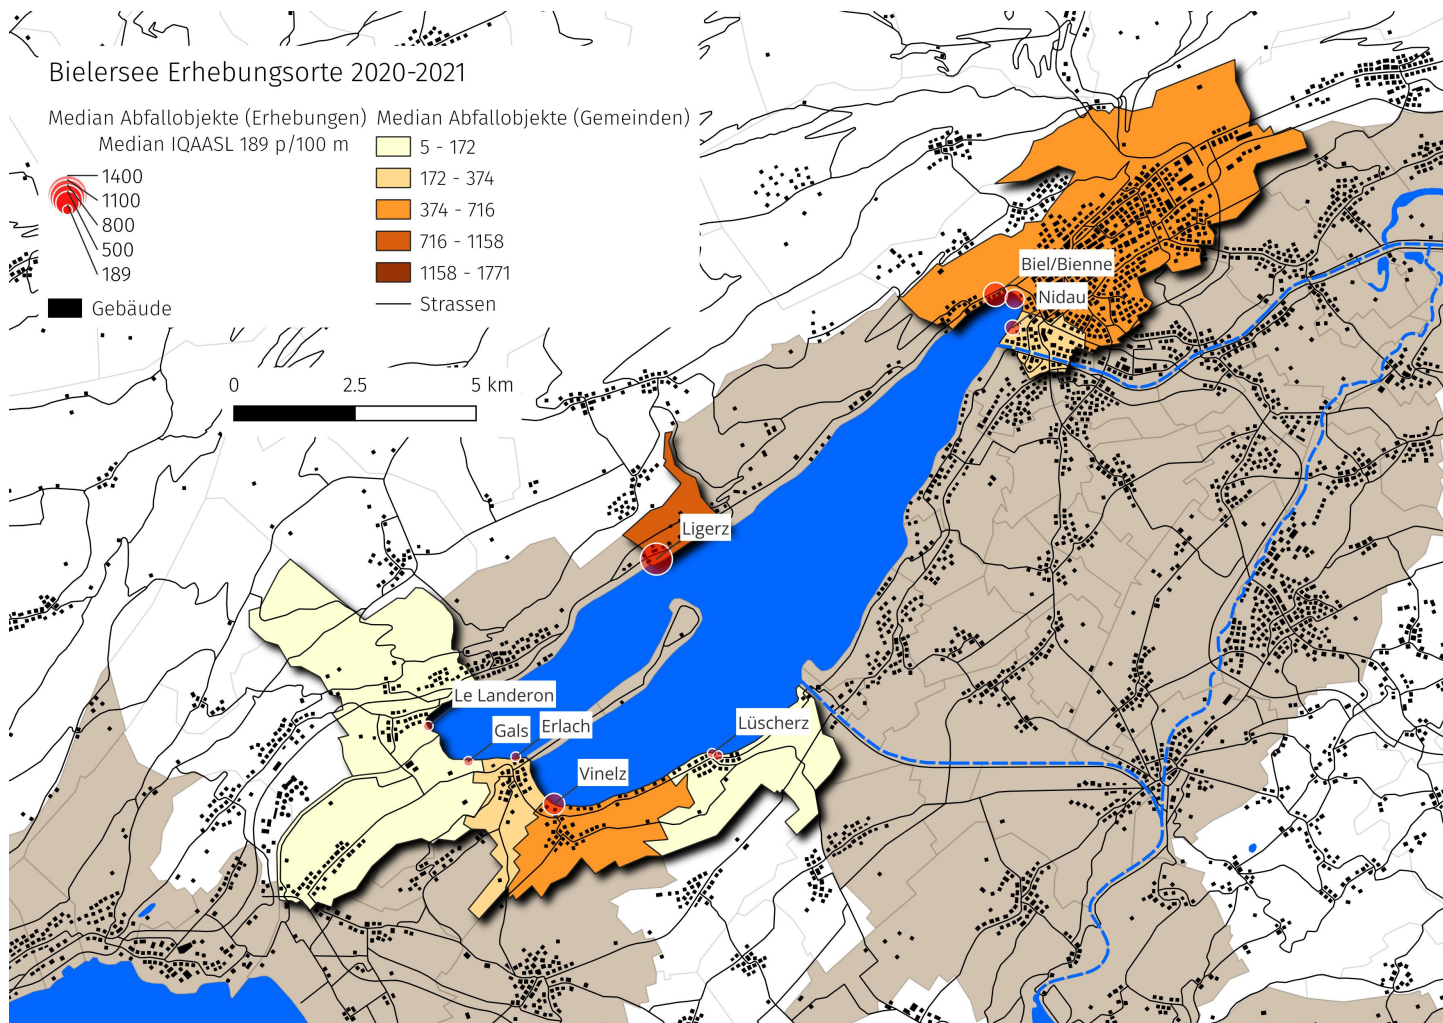 Bielersee Erhebungsorte 2020-2021
Median Abfallobjekte (Erhebungen)
Median IQAASL 189 p/100 m
1400
1100
800
500
189
Gebäude
Median Abfallobjekte (Gemeinden)
5 - 172
172 - 374
374 - 716
716 - 1158
1158 - 1771
Strassen
0 2.5 5 km
Biel/Bienne
Nidau
Ligerz
Le Landeron
Gals
Erlach
Lüscherz
Vinelz